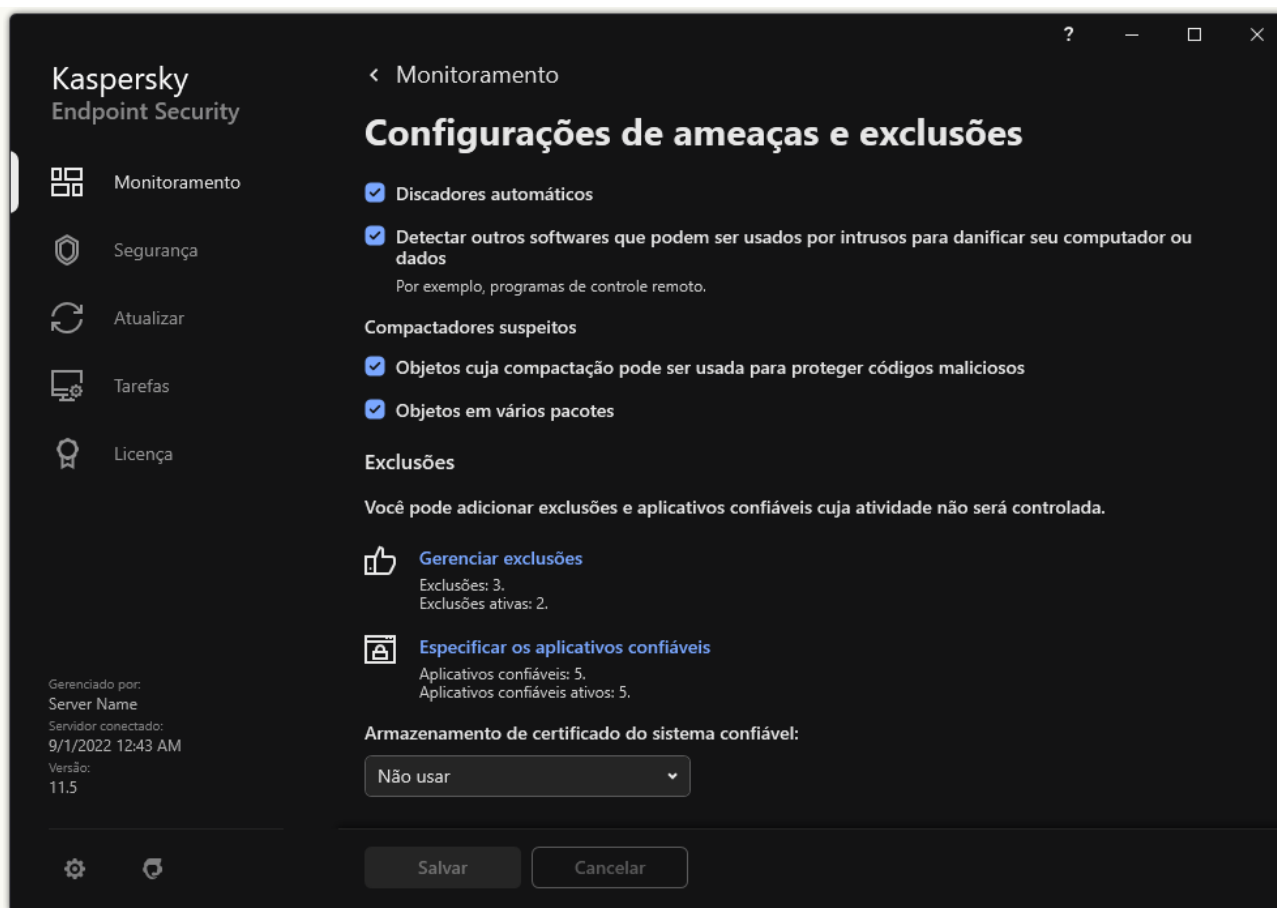 ?
Kaspersky
Endpoint Security
Monitoramento
Segurança
Atualizar
Tarefas
Licença
Gerenciado por:
Server Name
Servidor conectado:
9/1/2022 12:43 AM
Versão:
11.5
Monitoramento
Configurações de ameaças e exclusões
Discadores automáticos
Detectar outros softwares que podem ser usados por intrusos para danificar seu computador ou
dados
Por exemplo, programas de controle remoto.
Compactadores suspeitos
Objetos cuja compactação pode ser usada para proteger códigos maliciosos
Objetos em vários pacotes
Exclusões
Você pode adicionar exclusões e aplicativos confiáveis cuja atividade não será controlada.
Gerenciar exclusões
Exclusões: 3.
Exclusões ativas: 2.
Especificar os aplicativos confiáveis
Aplicativos confiáveis: 5.
Aplicativos confiáveis ativos: 5.
Armazenamento de certificado do sistema confiável:
Não usar
Salvar
Cancelar